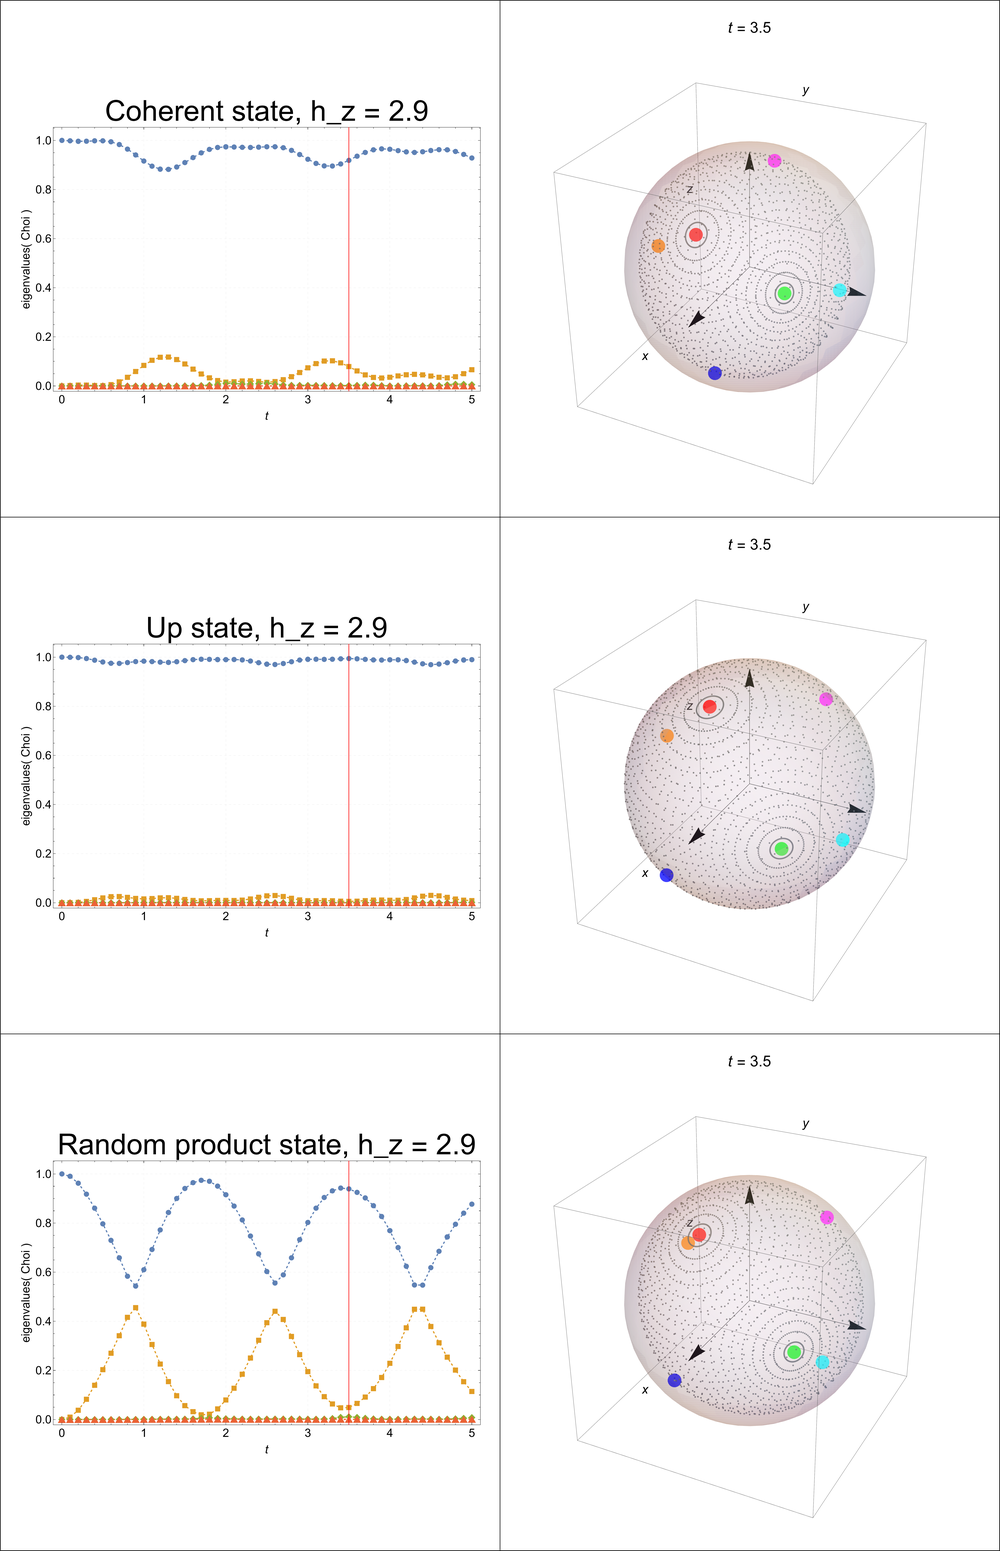 t = 3.5
y
Coherent state, h_z = 2.9
1.0
0.8
0.6
0.4
0.2
0.0
eigenvalues( Choi )
0 1 2 3 4 5
t
z
x
t = 3.5
y
Up state, h_z = 2.9
1.0
0.8
0.6
0.4
0.2
0.0
eigenvalues( Choi )
0 1 2 3 4 5
t
z
x
t = 3.5
y
Random product state, h_z = 2.9
1.0
0.8
0.6
0.4
0.2
0.0
eigenvalues( Choi )
0 1 2 3 4 5
t
z
x